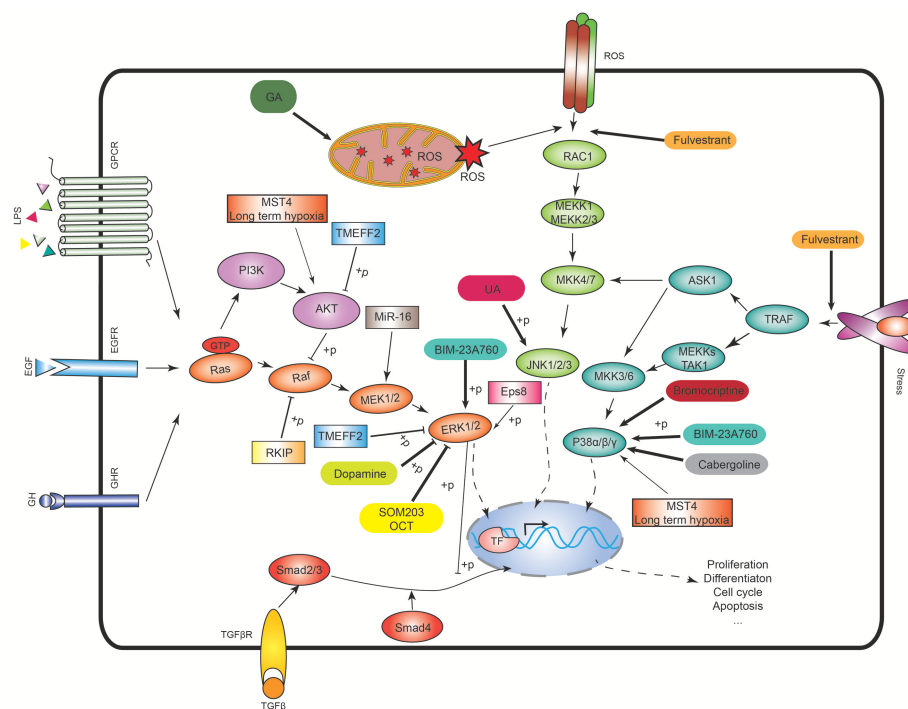 ROS
GA
ROS
ROS
Fulvestrant
RAC1
GPCR
LPS
MEKK1
MEKK2/3
MST4
Long term hypoxia
TMEFF2
Fulvestrant
PI3K
+p
MKK4/7
ASK1
UA
AKT
MiR-16
TRAF
+p
+p
GTP
BIM-23A760
EGFR
EGF
Ras
Raf
JNK1/2/3
MEKKs
TAK1
MKK3/6
Stress
MEK1/2
Eps8
Bromocriptine
+p
+p
TMEFF2
ERK1/2
+p
BIM-23A760
P38α/β/γ
RKIP
+p
Dopamine
+p
Cabergoline
+p
GHR
GH
SOM203
OCT
MST4
Long term hypoxia
TF
+p
Smad2/3
Proliferation
Differentiaton
Cell cycle
Apoptosis
...
Smad4
TGFβR
TGFβ